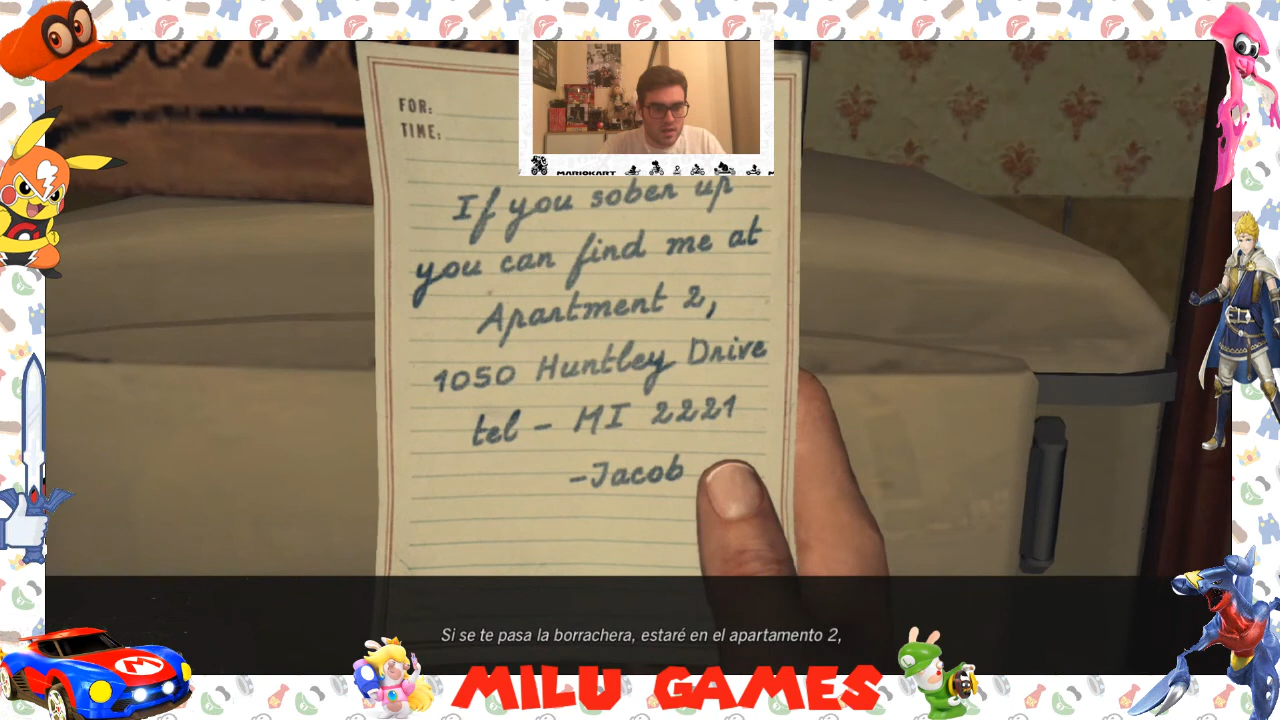 FOR:
TIME:
MARIOKART
If you sober up
you can find me at
Apartment 2,
1050 Huntley Drive
tel - MI 2221
-Jacob
Si se te pasa la borrachera, estaré en el apartamento 2,
MILU GAMES